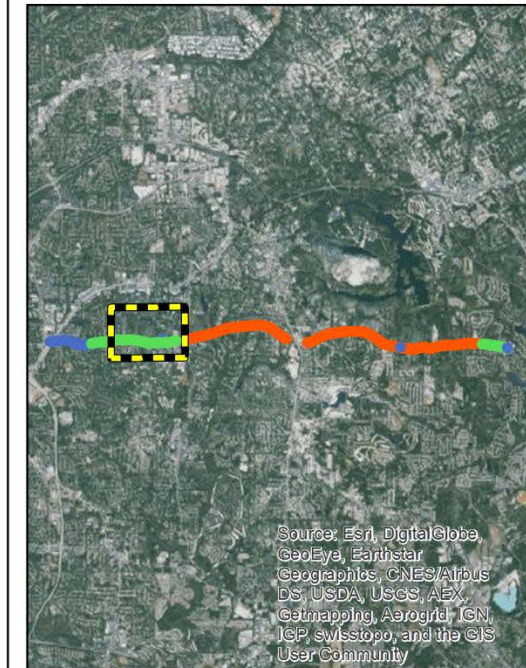 Source: Esri, DigitalGlobe,
GeoEye, Earthstar
Geographics, CNES/Airbus
DS, USDA, USGS, AEX,
Getmapping, Aerogrid, IGN,
IGP, swisstopo, and the GIS
User Community